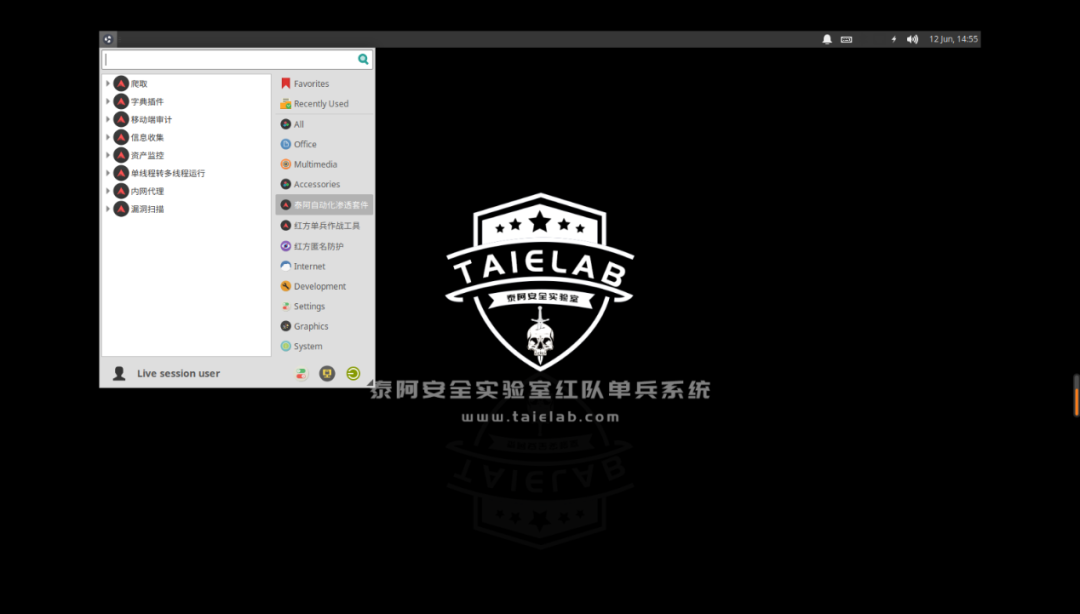 12 Jun, 14:55
爬取
字典插件
移动端审计
信息收集
资产监控
单线程转多线程运行
内网代理
漏洞扫描
Favorites
Recently Used
All
Office
Multimedia
Accessories
泰阿自动化渗透套件
红方单兵作战工具
红方匿名防护
Internet
Development
Settings
Graphics
System
Live session user
TAIELAB
泰阿安全实验室
泰阿安全实验室红队单兵系统
www.taielab.com